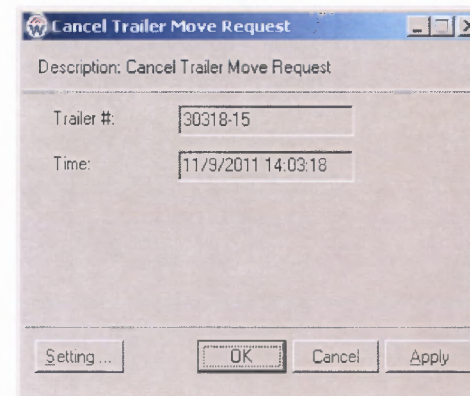 Cancel Trailer Move Request
Description: Cancel Trailer Move Request
Trailer #: 30318-15
Time: 11/9/2011 14:03:18
Setting ... OK Cancel Apply